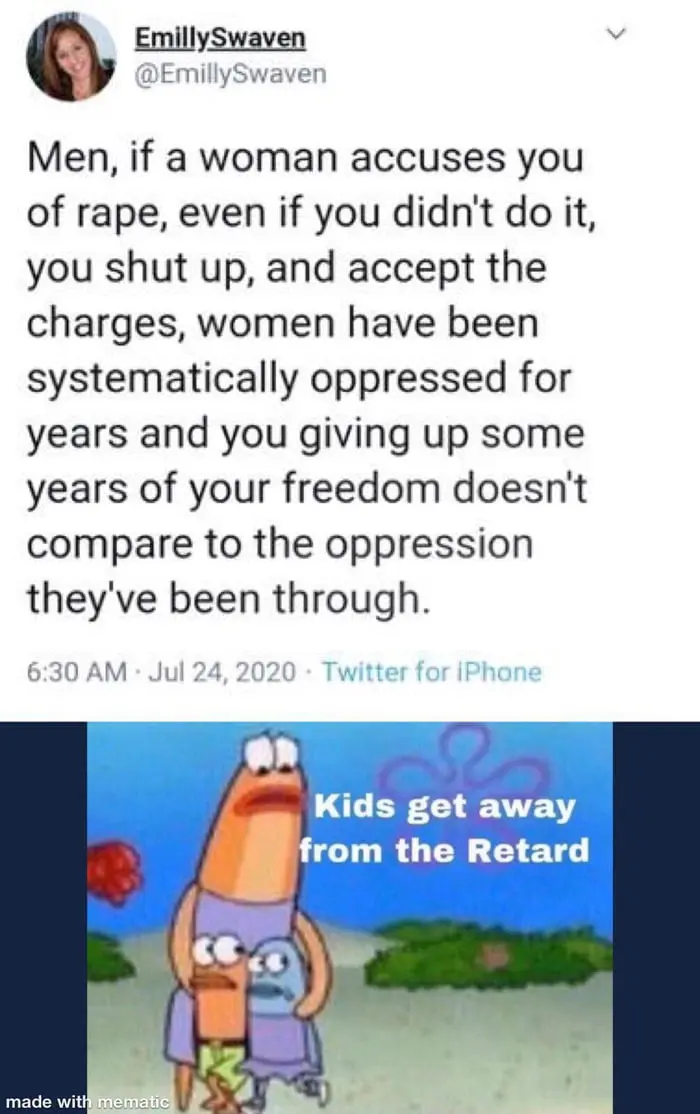 EmillySwaven
@EmillySwaven
Men, if a woman accuses you
of rape, even if you didn't do it,
you shut up, and accept the
charges, women have been
systematically oppressed for
years and you giving up some
years of your freedom doesn't
compare to the oppression
they've been through.
6:30 AM · Jul 24, 2020 · Twitter for iPhone
Kids get away
from the Retard
made with mematic